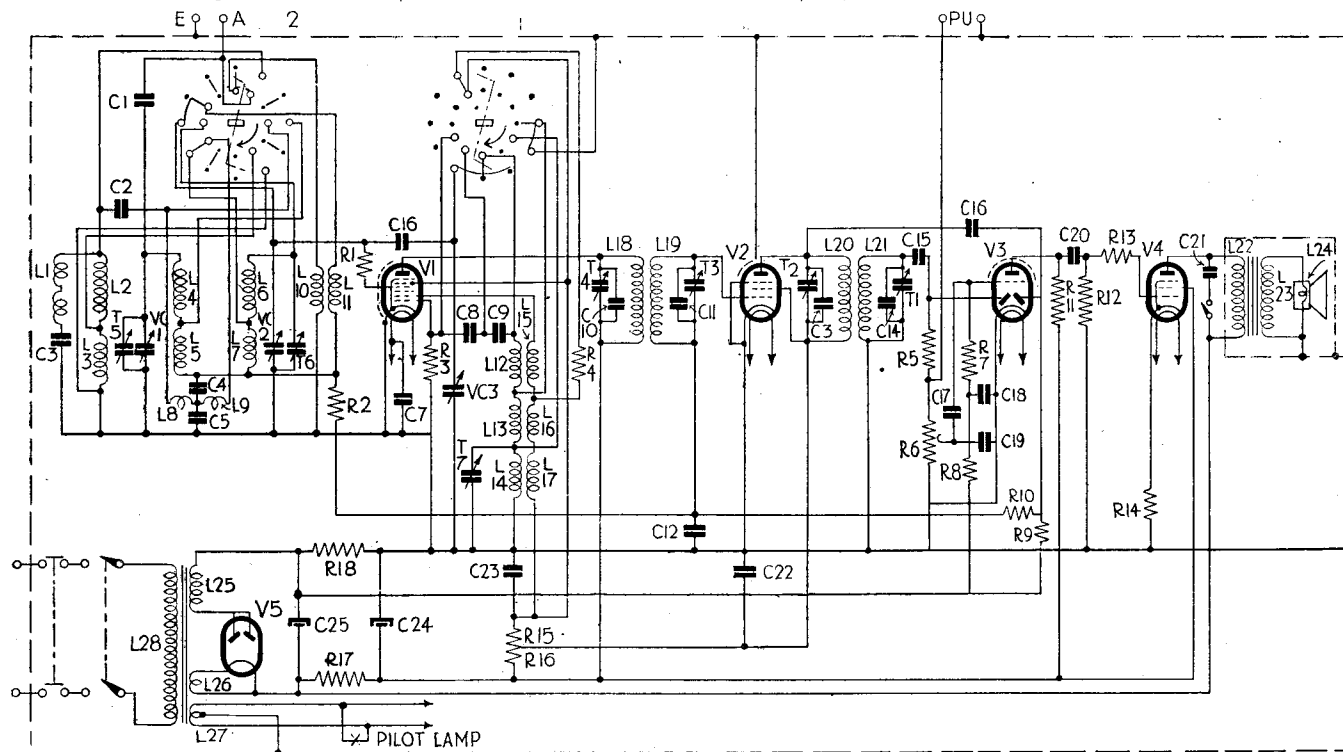 E A 2
PU
C1
C2
L1
L2
L3
C3
T5
VC1
L4
L5
L6
L7
VC2
T6
L10
L11
C4
L8
L9
C5
R2
R1
C16
V1
R3
C7
C8
C9
VC3
L12
L15
L13
L16
L14
L17
T7
R4
L18
L19
T4
C10
T3
C11
V2
T2
C3
L20
L21
C15
T1
C14
C16
V3
R5
R6
R7
C17
C18
C19
R8
R10
R9
C20
R11
R12
R13
V4
R14
C21
L22
L23
L24
C12
C22
C23
R15
R16
R18
R17
C25
C24
L25
V5
L28
L26
L27
X PILOT LAMP